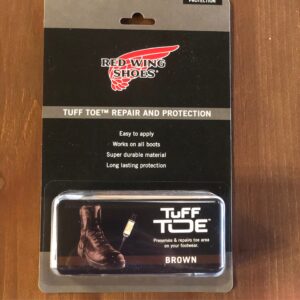 PROTECTION
RED WING
SHOES®
TUFF TOE™ REPAIR AND PROTECTION
Easy to apply
Works on all boots
Super durable material
Long lasting protection
TUFF
TOE™
Preserves & repairs toe area
on your footwear.
BROWN